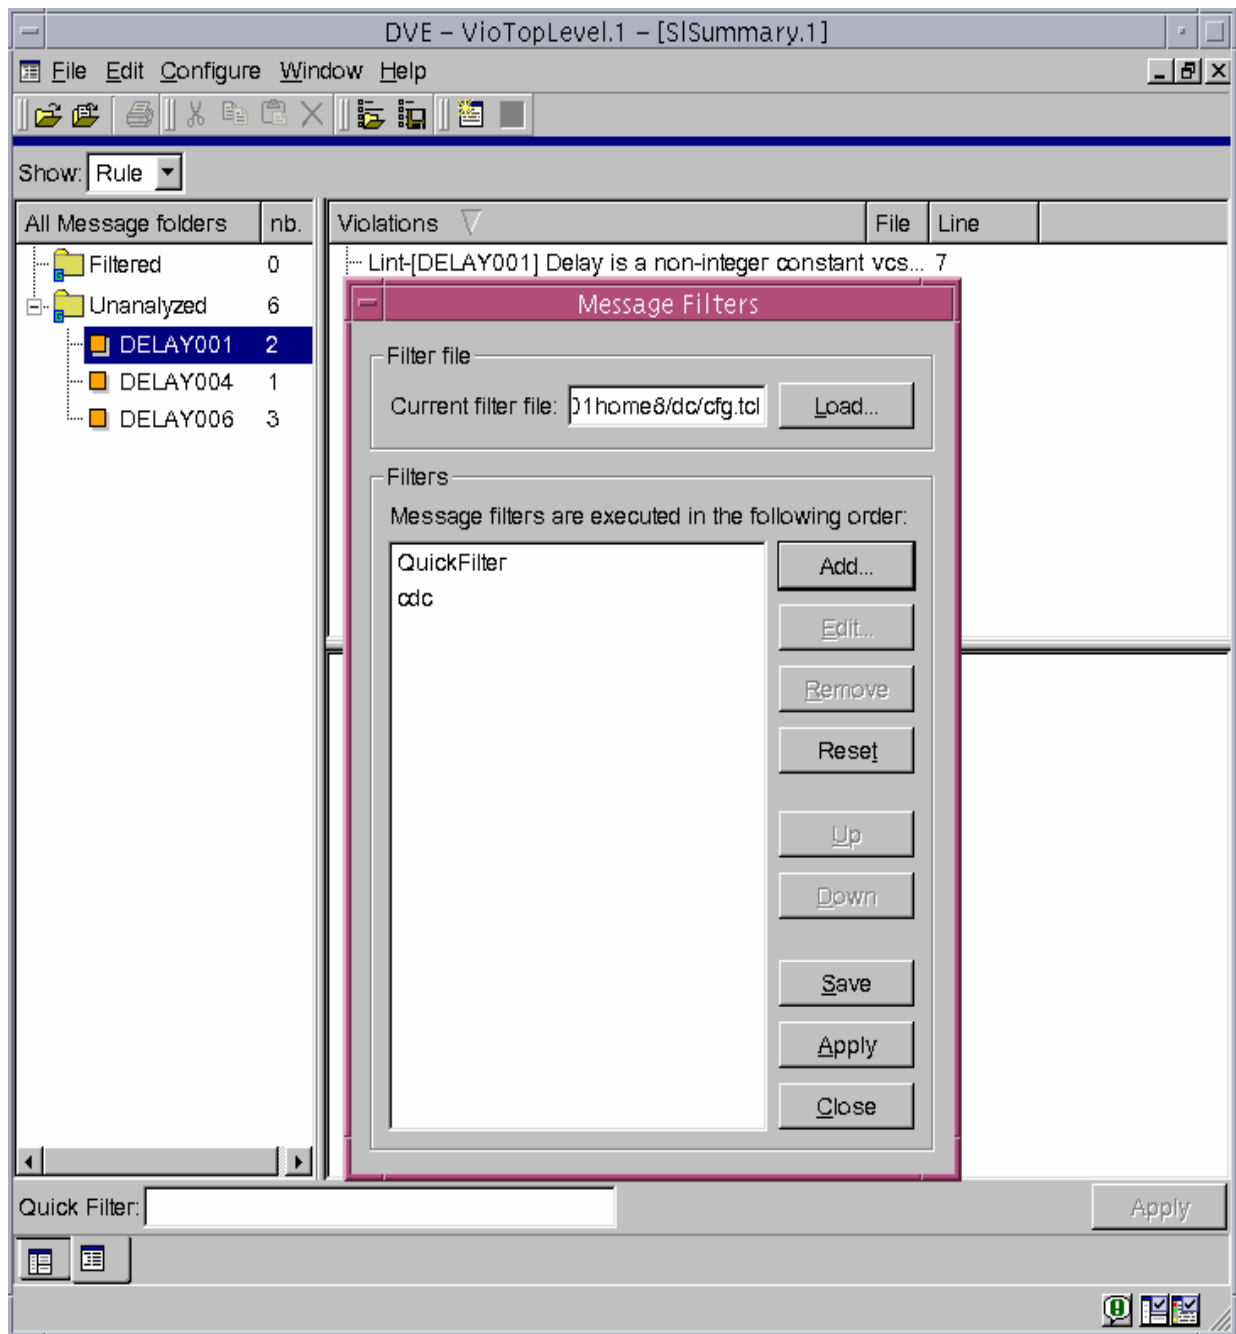 DVE – VioTopLevel.1 – [SlSummary.1]
File Edit Configure Window Help
Show: Rule
All Message folders nb.
Violations File Line
Filtered 0
Lint-[DELAY001] Delay is a non-integer constant vcs... 7
Unanalyzed 6
DELAY001 2
DELAY004 1
DELAY006 3
Message Filters
Filter file
Current filter file: 01home8/dc/cfg.tcl Load...
Filters
Message filters are executed in the following order:
QuickFilter
cdc
Add...
Edit...
Remove
Reset
Up
Down
Save
Apply
Close
Quick Filter:
Apply